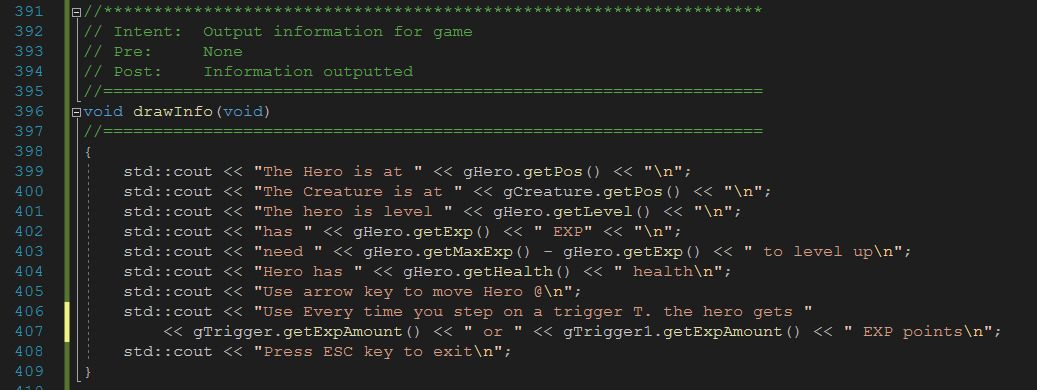 391 //******************************************************************
392 // Intent:  Output information for game
393 // Pre:     None
394 // Post:    Information outputted
395 //==================================================================
396 void drawInfo(void)
397 //==================================================================
398 {
399     std::cout << "The Hero is at " << gHero.getPos() << "\n";
400     std::cout << "The Creature is at " << gCreature.getPos() << "\n";
401     std::cout << "The hero is level " << gHero.getLevel() << "\n";
402     std::cout << "has " << gHero.getExp() << " EXP" << "\n";
403     std::cout << "need " << gHero.getMaxExp() - gHero.getExp() << " to level up\n";
404     std::cout << "Hero has " << gHero.getHealth() << " health\n";
405     std::cout << "Use arrow key to move Hero @\n";
406     std::cout << "Use Every time you step on a trigger T. the hero gets "
407         << gTrigger.getExpAmount() << " or " << gTrigger1.getExpAmount() << " EXP points\n";
408     std::cout << "Press ESC key to exit\n";
409 }